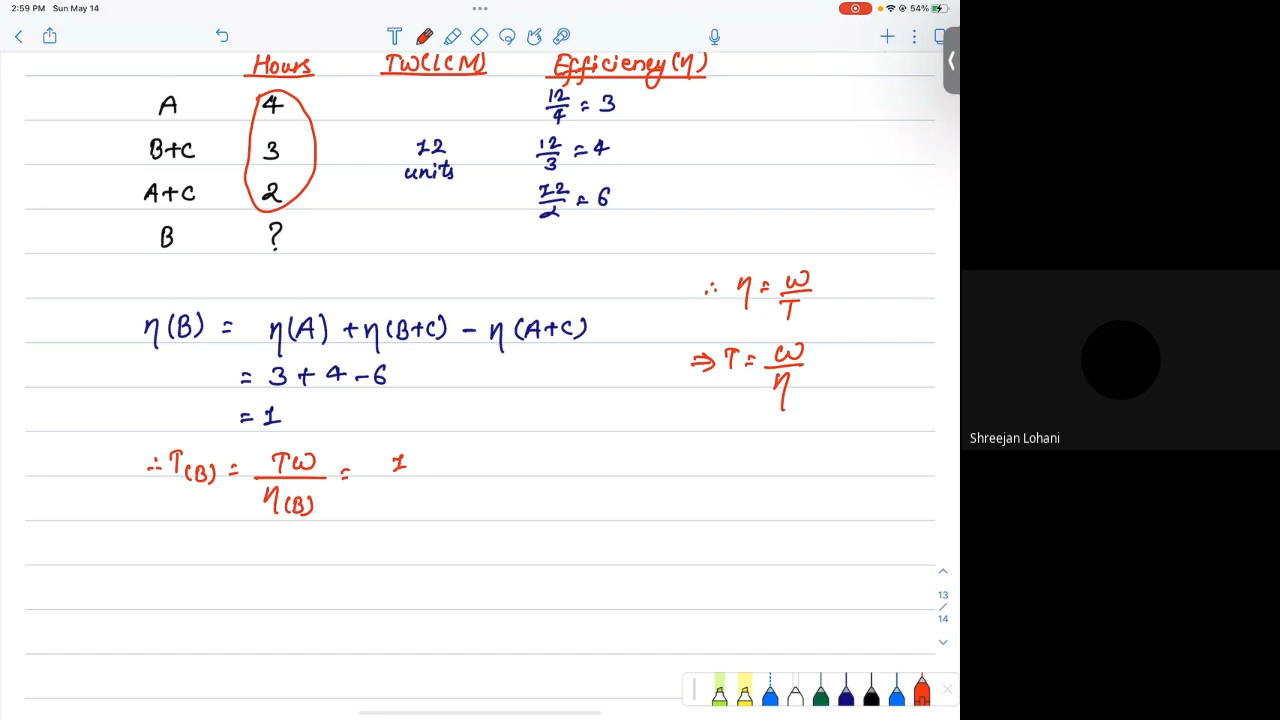 2:59 PM Sun May 14
54%
Hours TW(LCM) Efficiency(η)
A 4 12/4 = 3
B+C 3 12 units 12/3 = 4
A+C 2 12/2 = 6
B ?
∴ η = W/T
η(B) = η(A) + η(B+C) - η(A+C)
⇒ T = W/η
= 3 + 4 - 6
= 1
∴ T(B) = TW/η(B) = 1
Shreejan Lohani
13
/
14